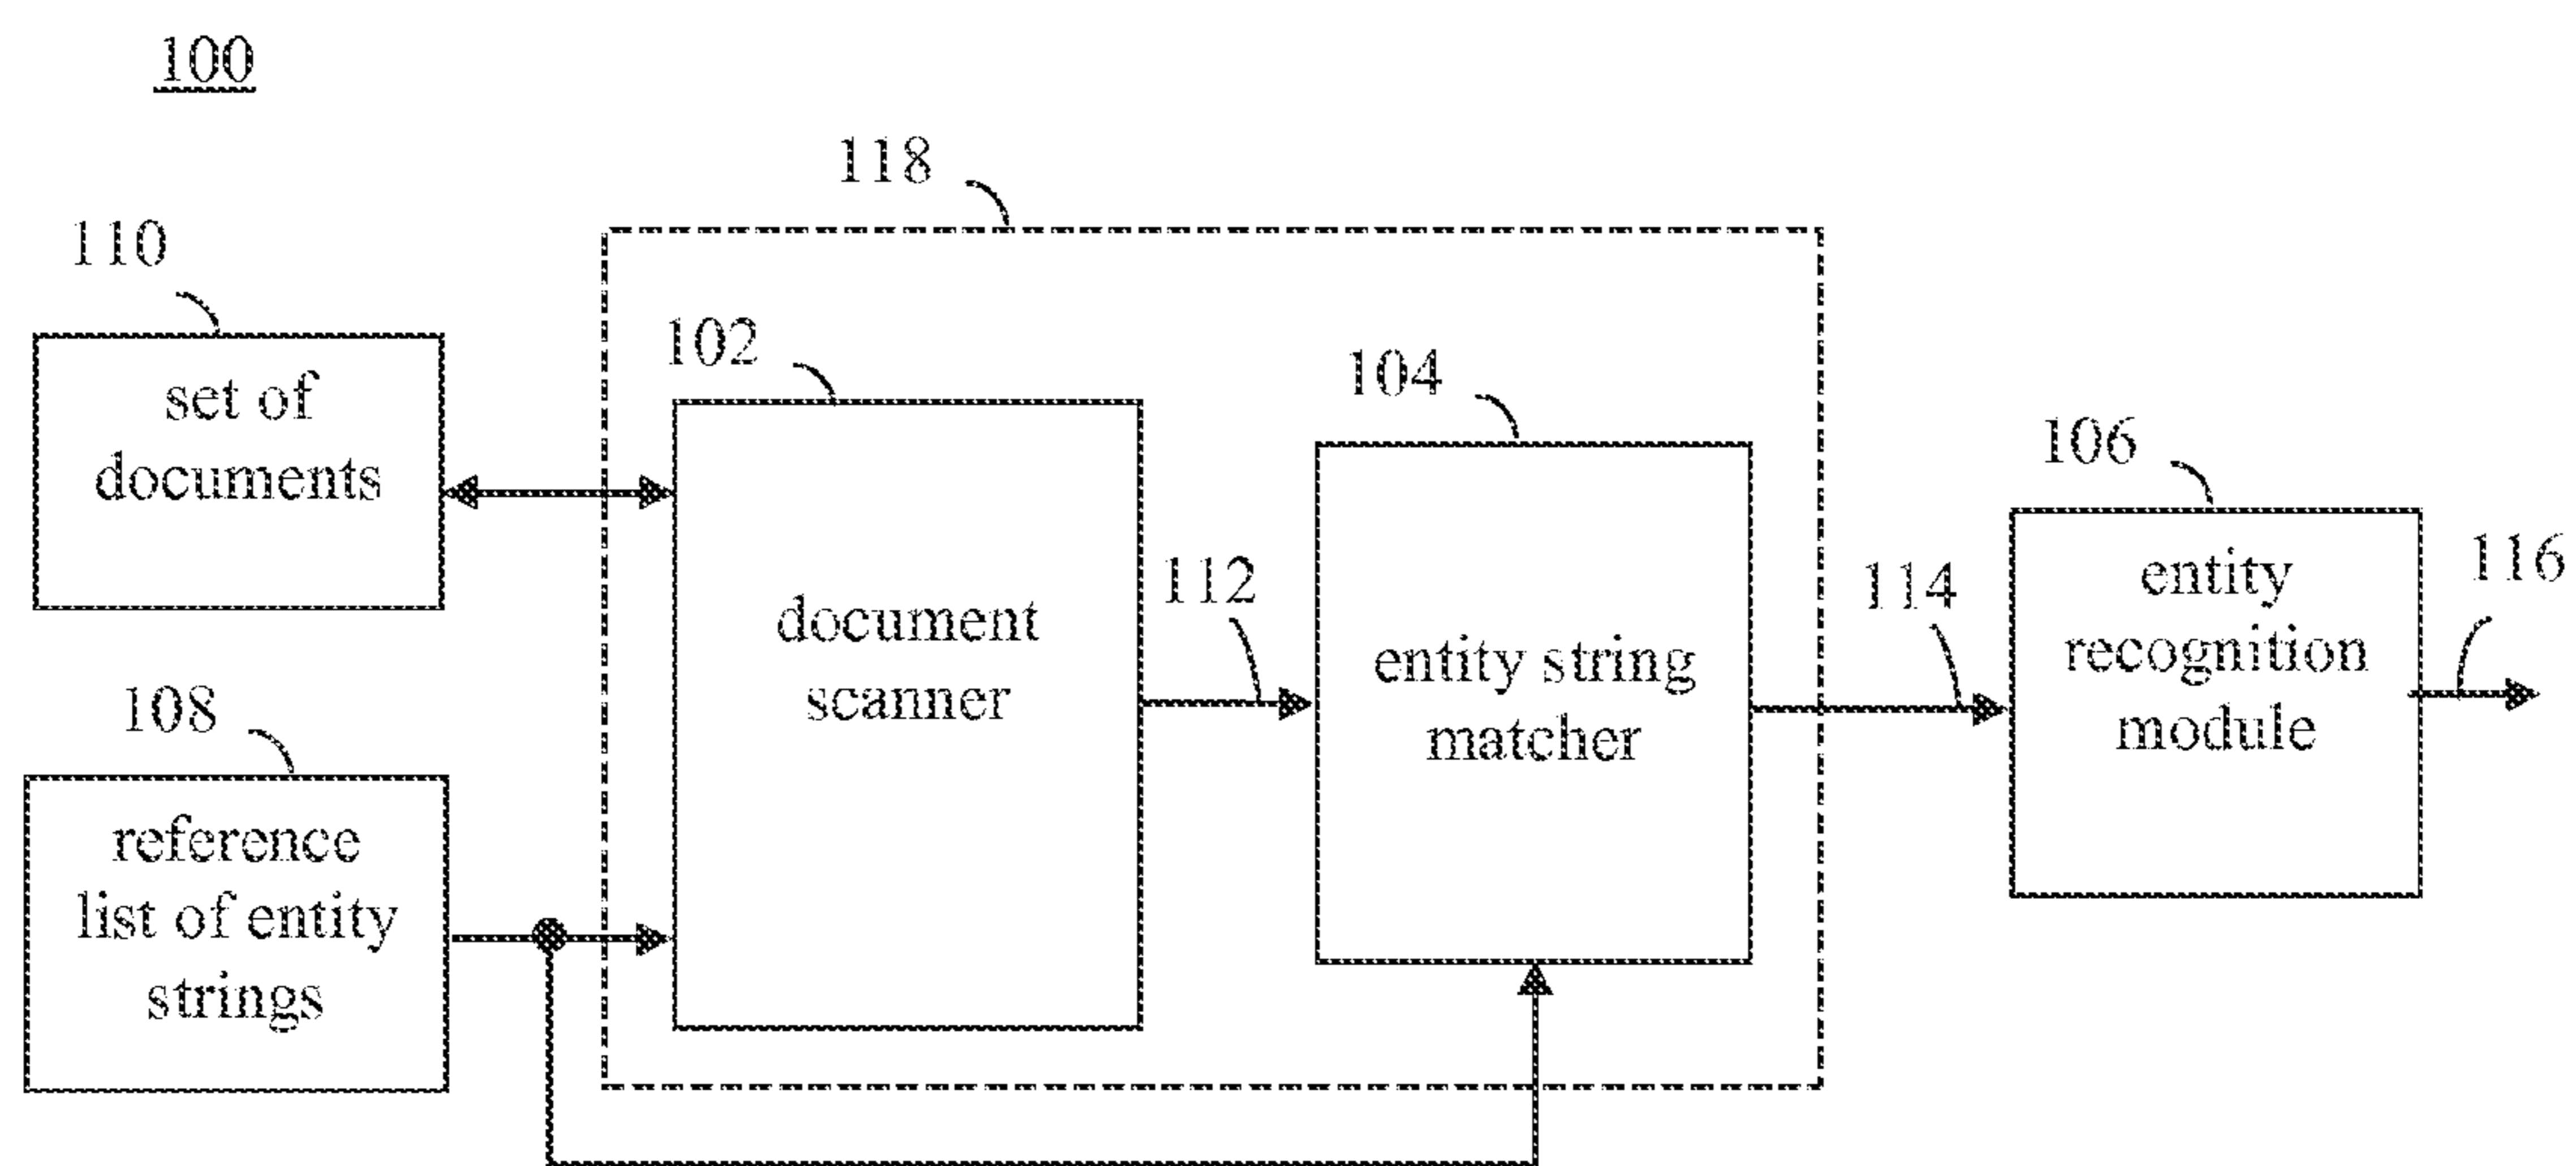 100
118
110
set of
documents
102
document
scanner
104
entity string
matcher
106
entity
recognition
module
112
114
116
108
reference
list of entity
strings